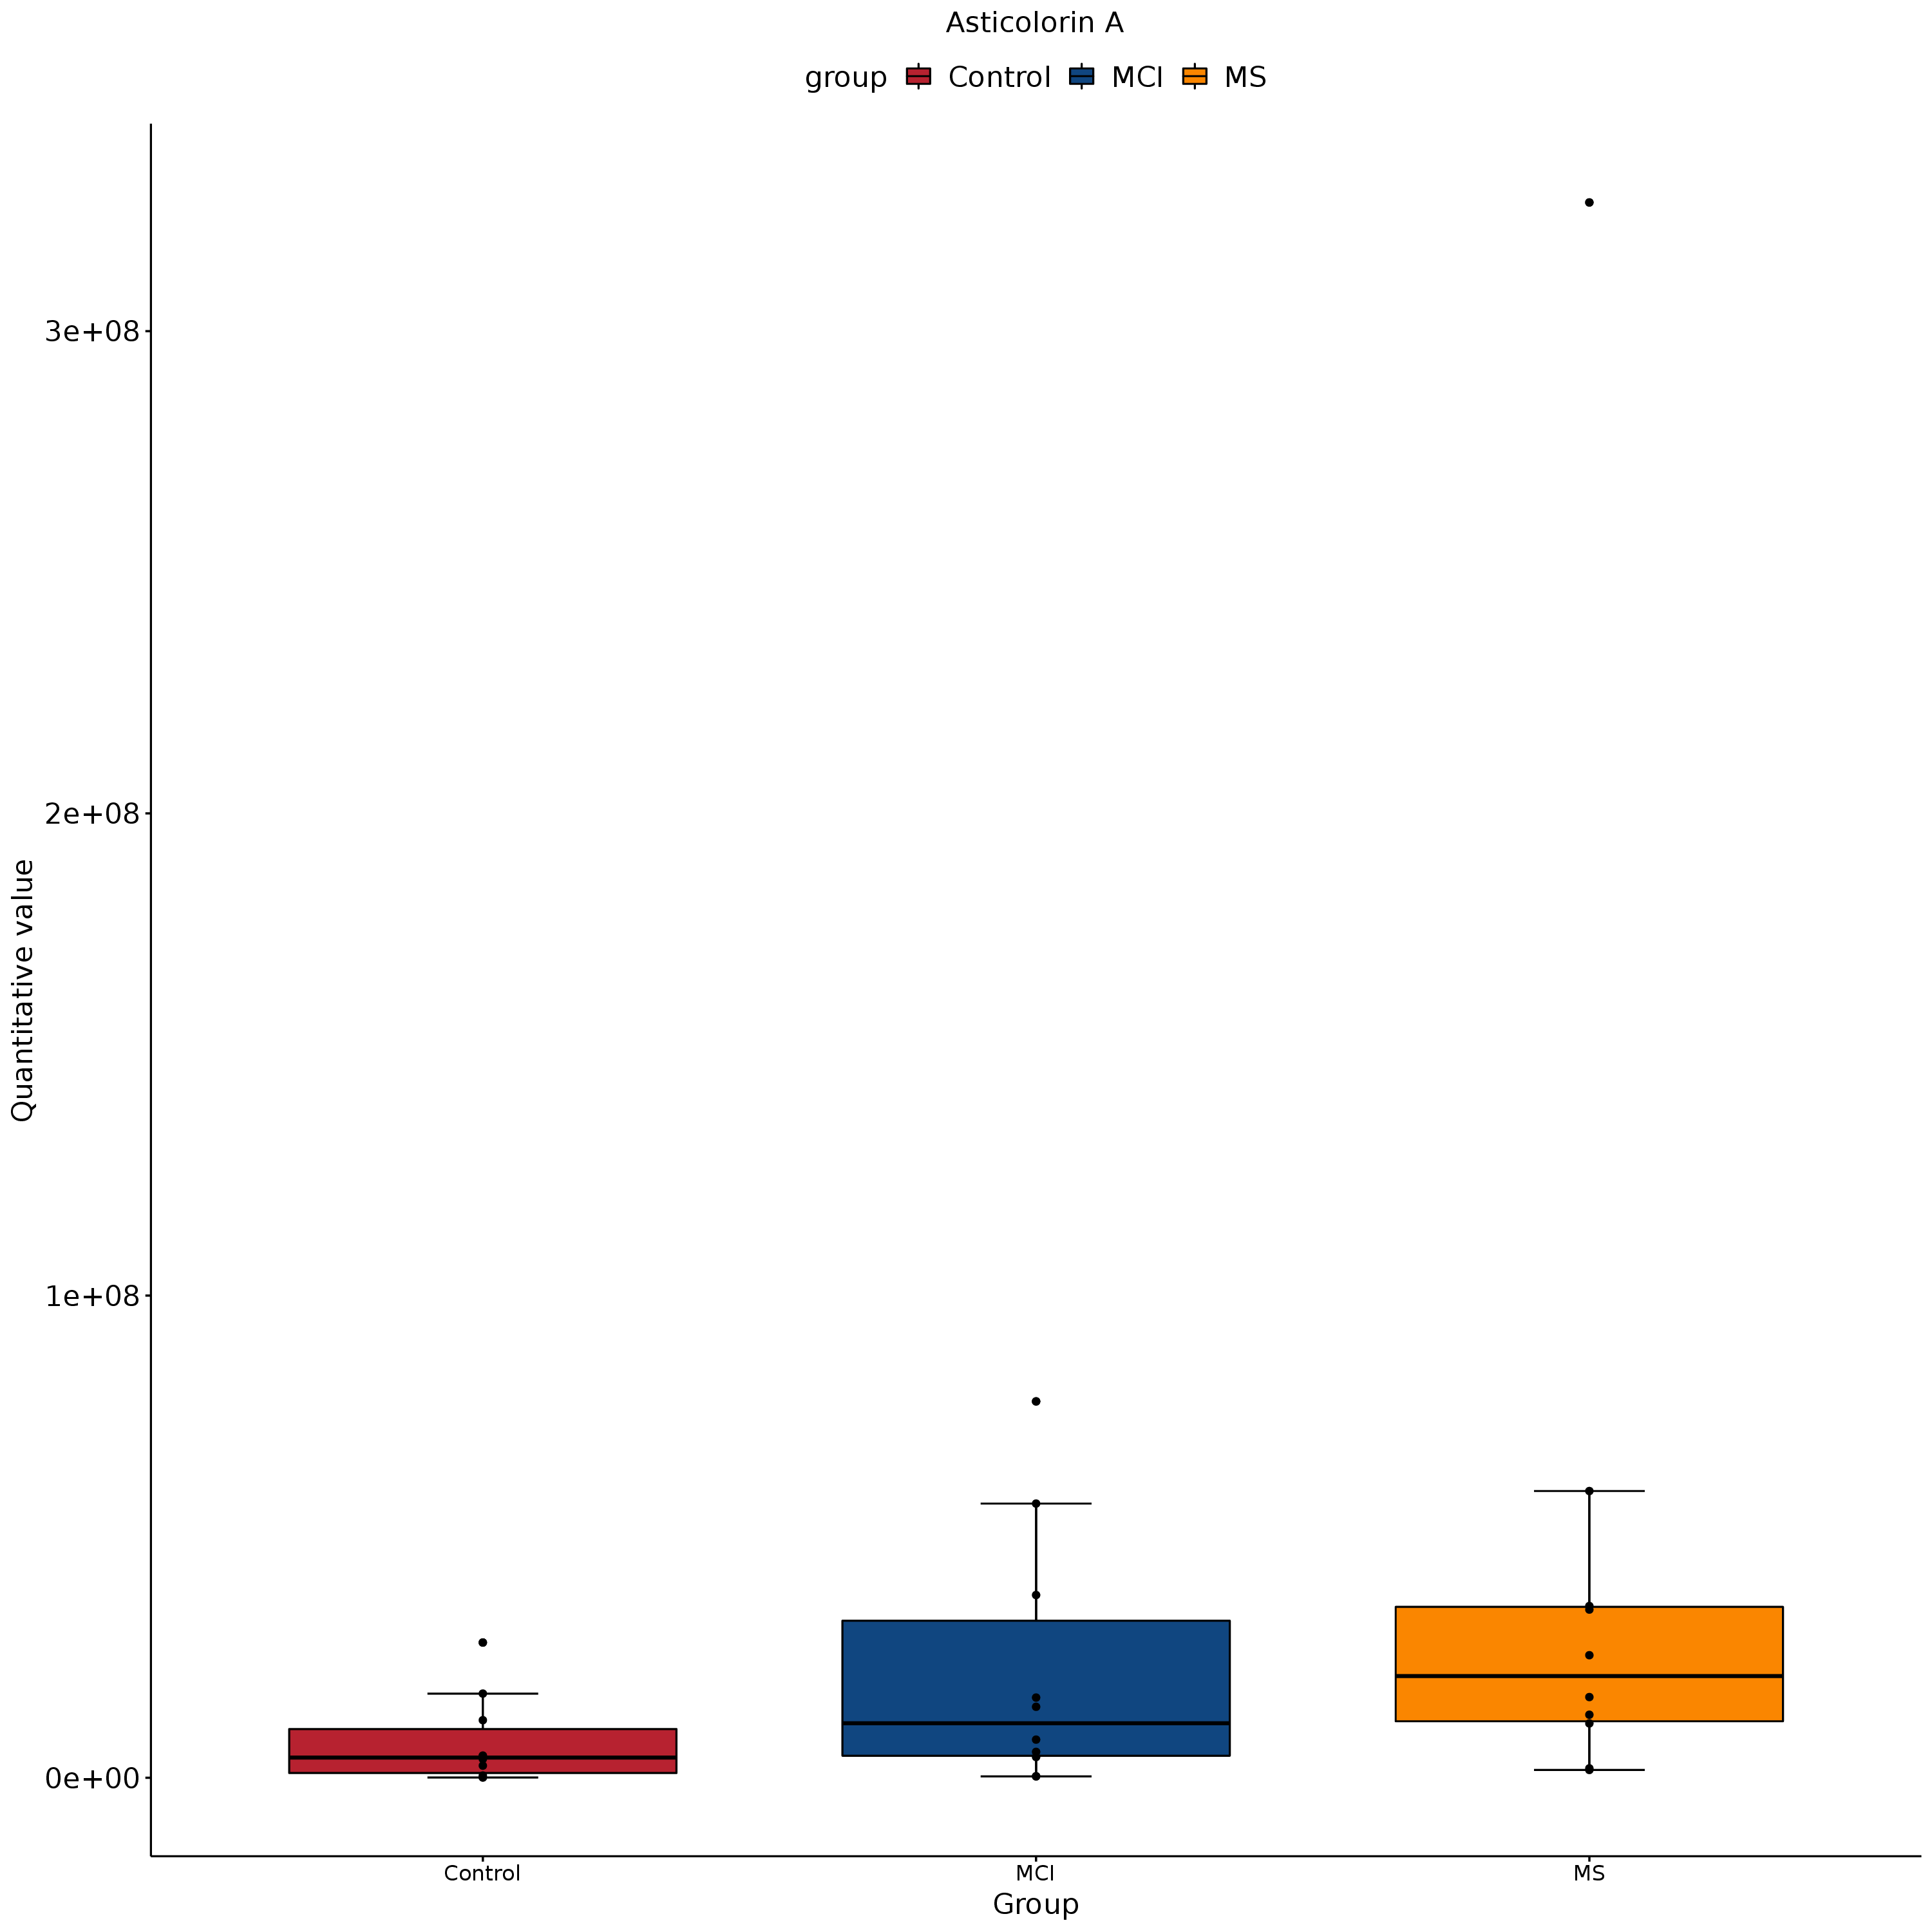 Asticolorin A
group Control MCI MS
Quantitative value
3e+08
2e+08
1e+08
0e+00
Control MCI MS
Group